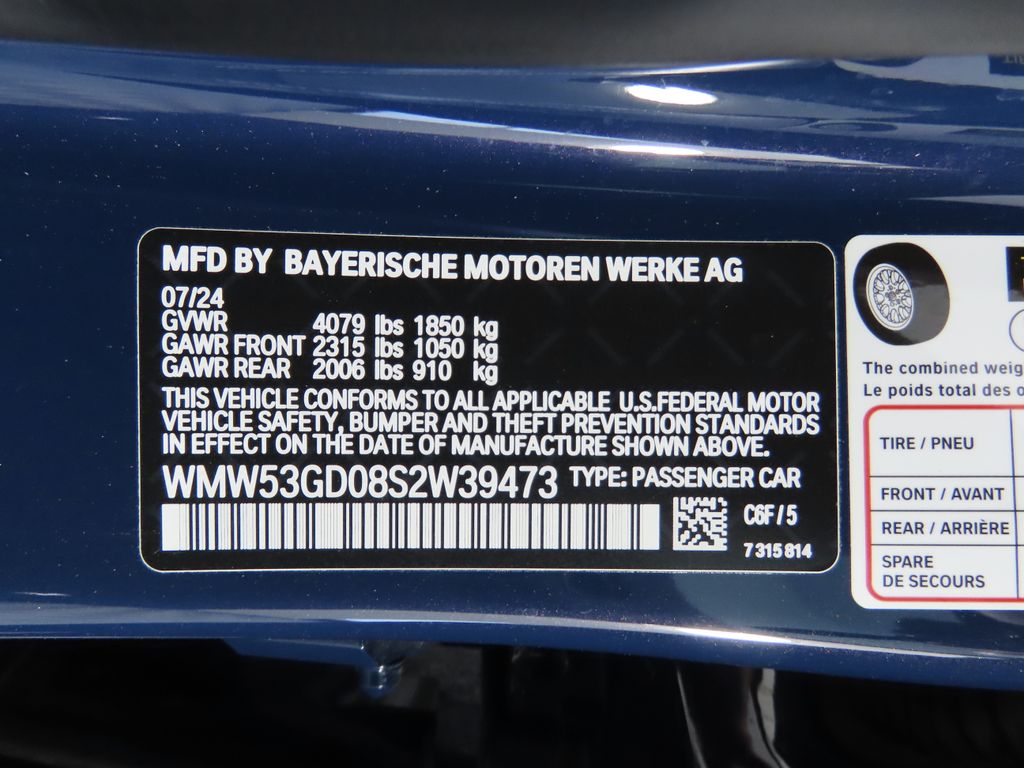 MFD BY BAYERISCHE MOTOREN WERKE AG
07/24
GVWR 4079 lbs 1850 kg
GAWR FRONT 2315 lbs 1050 kg
GAWR REAR 2006 lbs 910 kg
THIS VEHICLE CONFORMS TO ALL APPLICABLE U.S.FEDERAL MOTOR
VEHICLE SAFETY, BUMPER AND THEFT PREVENTION STANDARDS
IN EFFECT ON THE DATE OF MANUFACTURE SHOWN ABOVE.
WMW53GD08S2W39473 TYPE: PASSENGER CAR
C6F / 5
7 315 814
The combined weig
Le poids total des o
TIRE / PNEU
FRONT / AVANT
REAR / ARRIÈRE
SPARE
DE SECOURS